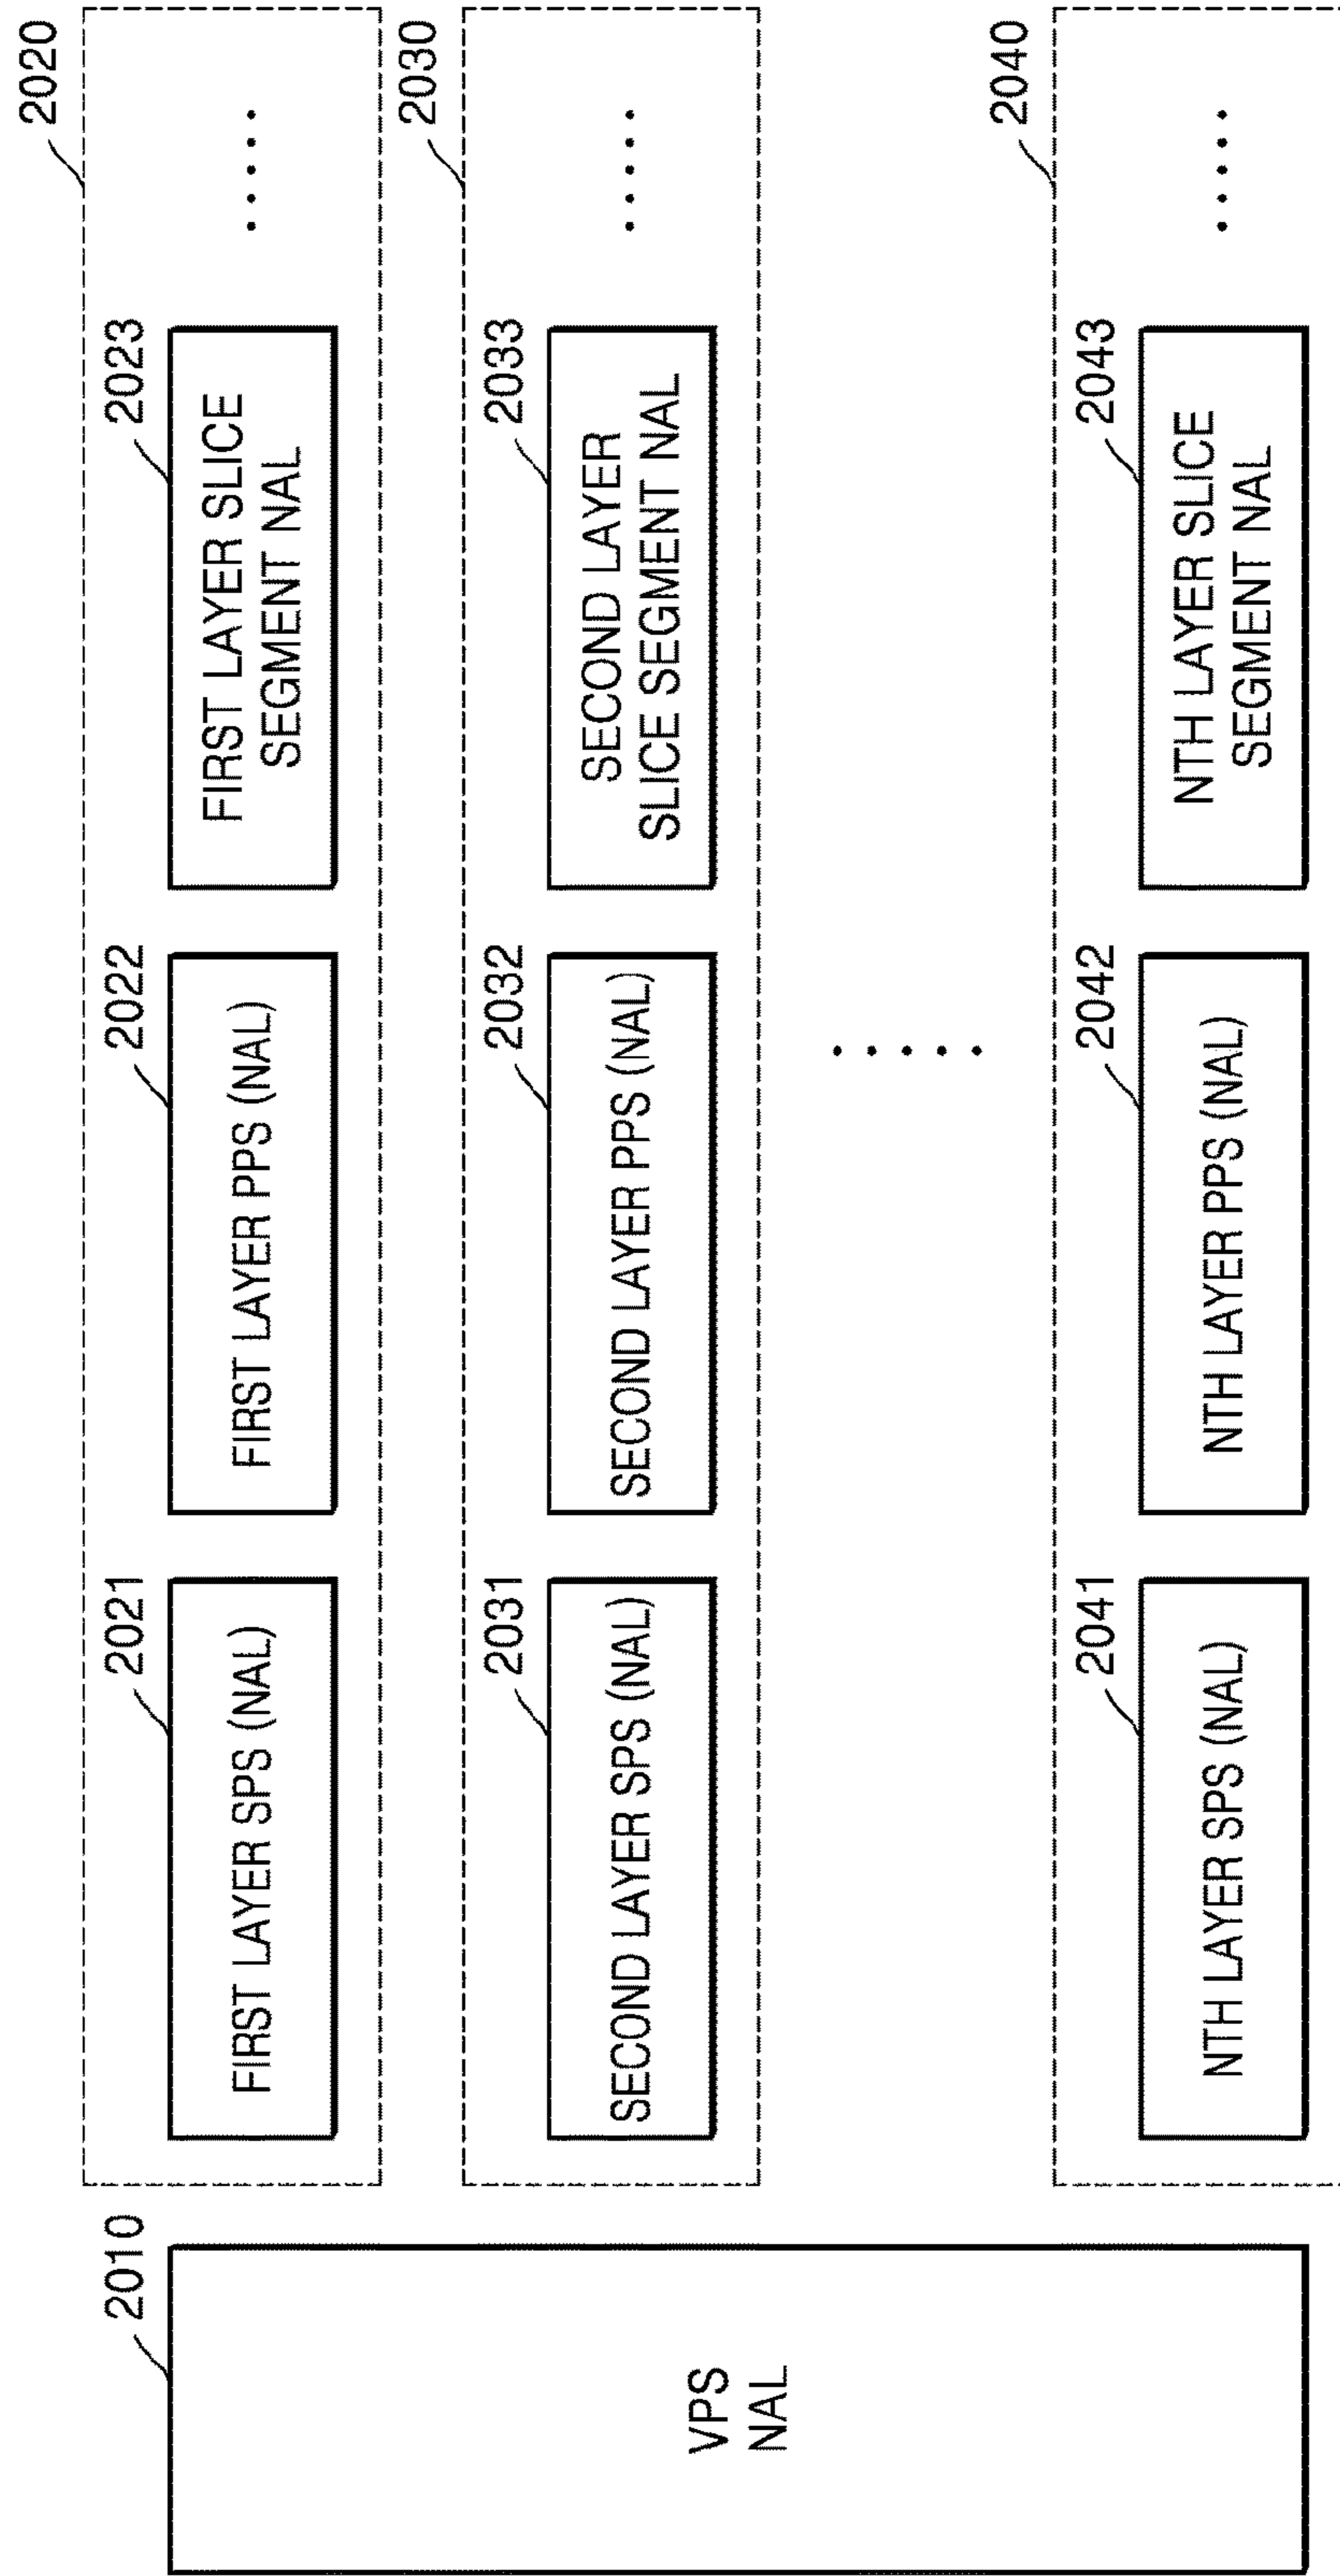 2010
VPS
NAL
2020
2021
FIRST LAYER SPS (NAL)
2022
FIRST LAYER PPS (NAL)
2023
FIRST LAYER SLICE
SEGMENT NAL
.....
2030
2031
SECOND LAYER SPS (NAL)
2032
SECOND LAYER PPS (NAL)
2033
SECOND LAYER
SLICE SEGMENT NAL
.....
.....
2040
2041
NTH LAYER SPS (NAL)
2042
NTH LAYER PPS (NAL)
2043
NTH LAYER SLICE
SEGMENT NAL
.....